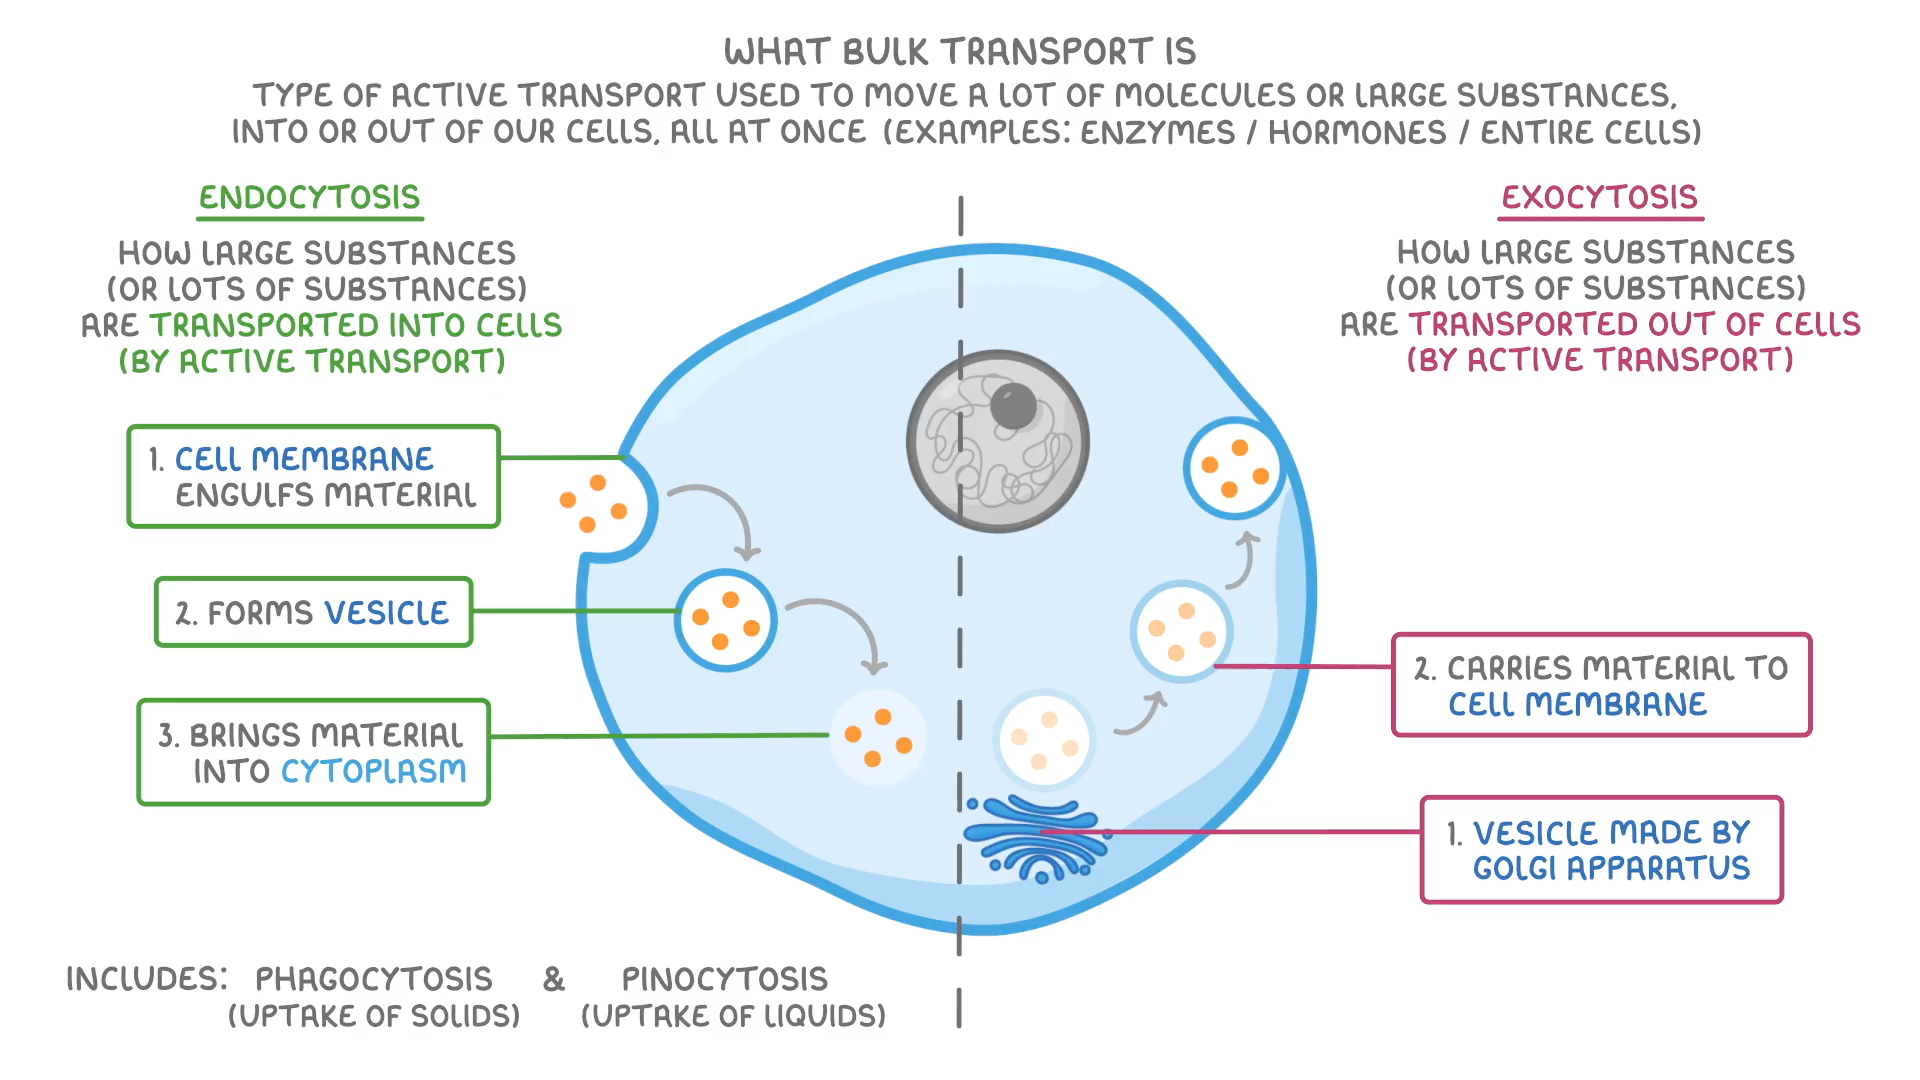 WHAT BULK TRANSPORT IS
TYPE OF ACTIVE TRANSPORT USED TO MOVE A LOT OF MOLECULES OR LARGE SUBSTANCES,
INTO OR OUT OF OUR CELLS, ALL AT ONCE (EXAMPLES: ENZYMES / HORMONES / ENTIRE CELLS)
ENDOCYTOSIS
HOW LARGE SUBSTANCES
(OR LOTS OF SUBSTANCES)
ARE TRANSPORTED INTO CELLS
(BY ACTIVE TRANSPORT)
1. CELL MEMBRANE
ENGULFS MATERIAL
2. FORMS VESICLE
3. BRINGS MATERIAL
INTO CYTOPLASM
INCLUDES: PHAGOCYTOSIS & PINOCYTOSIS
(UPTAKE OF SOLIDS) (UPTAKE OF LIQUIDS)
EXOCYTOSIS
HOW LARGE SUBSTANCES
(OR LOTS OF SUBSTANCES)
ARE TRANSPORTED OUT OF CELLS
(BY ACTIVE TRANSPORT)
2. CARRIES MATERIAL TO
CELL MEMBRANE
1. VESICLE MADE BY
GOLGI APPARATUS